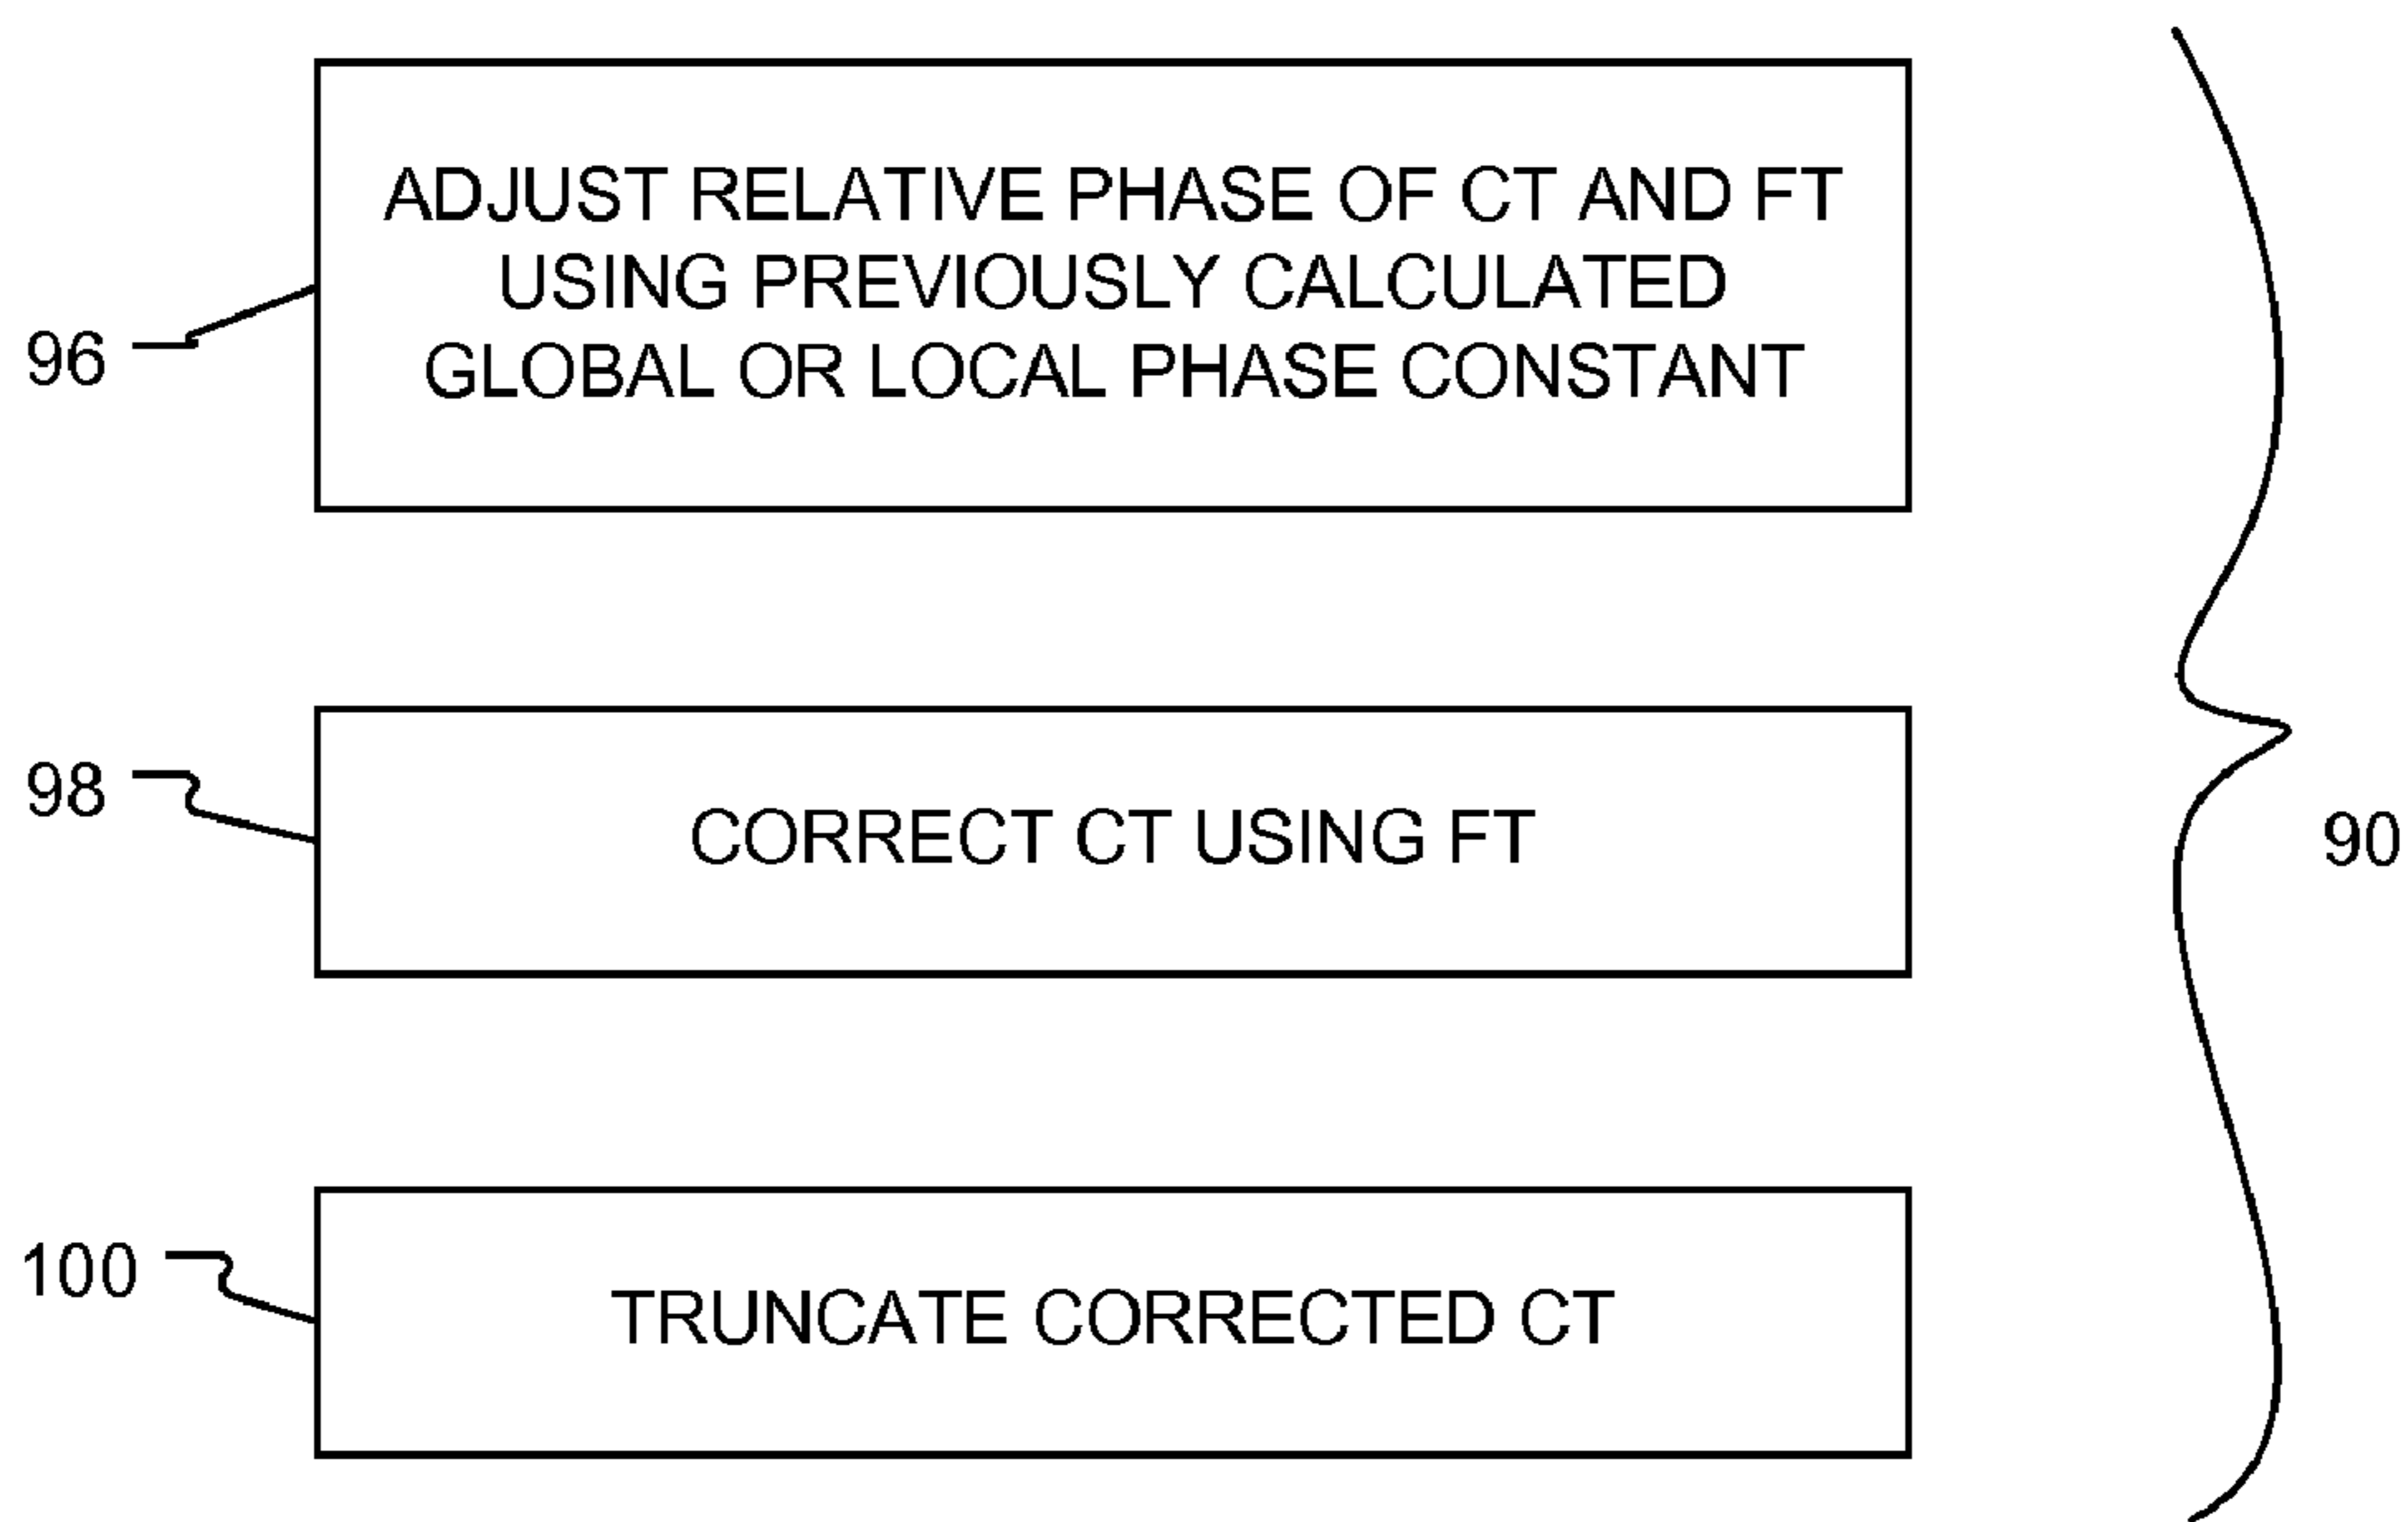 ADJUST RELATIVE PHASE OF CT AND FT
USING PREVIOUSLY CALCULATED
GLOBAL OR LOCAL PHASE CONSTANT
96
98
CORRECT CT USING FT
90
100
TRUNCATE CORRECTED CT